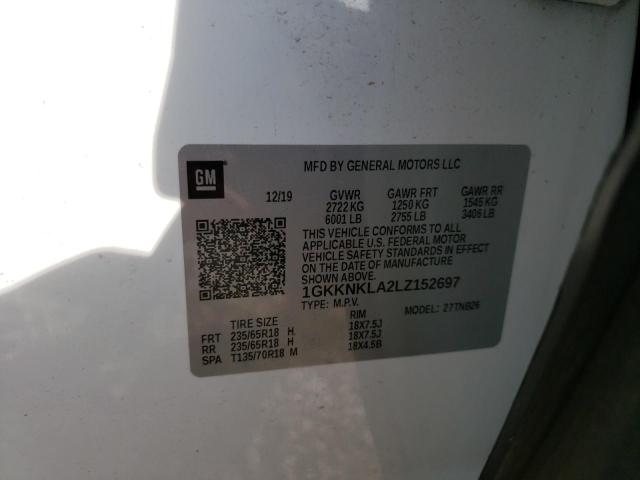 GM
MFD BY GENERAL MOTORS LLC
12/19 GVWR GAWR FRT GAWR RR
2722 KG 1250 KG 1545 KG
6001 LB 2755 LB 3406 LB
THIS VEHICLE CONFORMS TO ALL
APPLICABLE U.S. FEDERAL MOTOR
VEHICLE SAFETY STANDARDS IN EFFECT
ON THE DATE OF MANUFACTURE
SHOWN ABOVE.
1GKKNKLA2LZ152697
TYPE: M.P.V. MODEL: 27TNB26
TIRE SIZE RIM
FRT 235/65R18 H 18X7.5J
RR 235/65R18 H 18X7.5J
SPA T135/70R18 M 18X4.5B